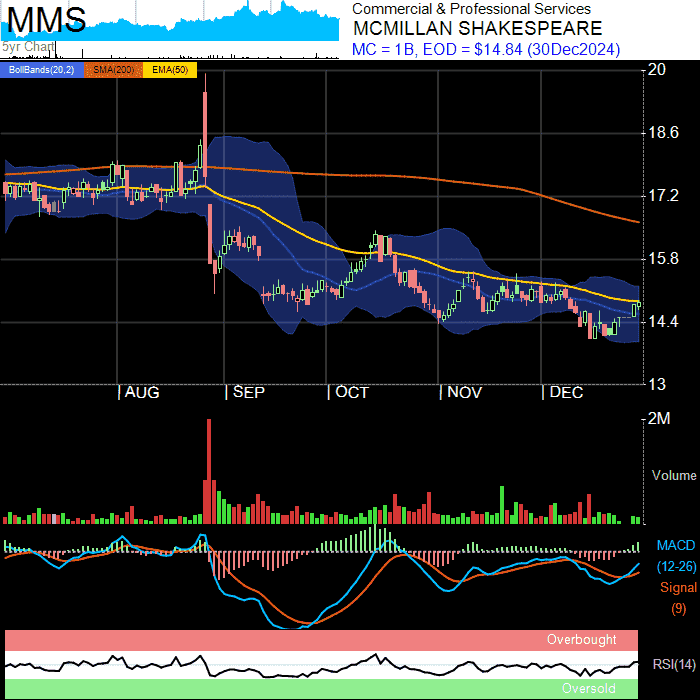 MMS
5yr Chart
Commercial & Professional Services
MCMILLAN SHAKESPEARE
MC = 1B, EOD = $14.84 (30Dec2024)
BollBands(20,2) SMA(200) EMA(50)
20
18.6
17.2
15.8
14.4
13
AUG SEP OCT NOV DEC
2M
Volume
MACD
(12-26)
Signal
(9)
Overbought
RSI(14)
Oversold